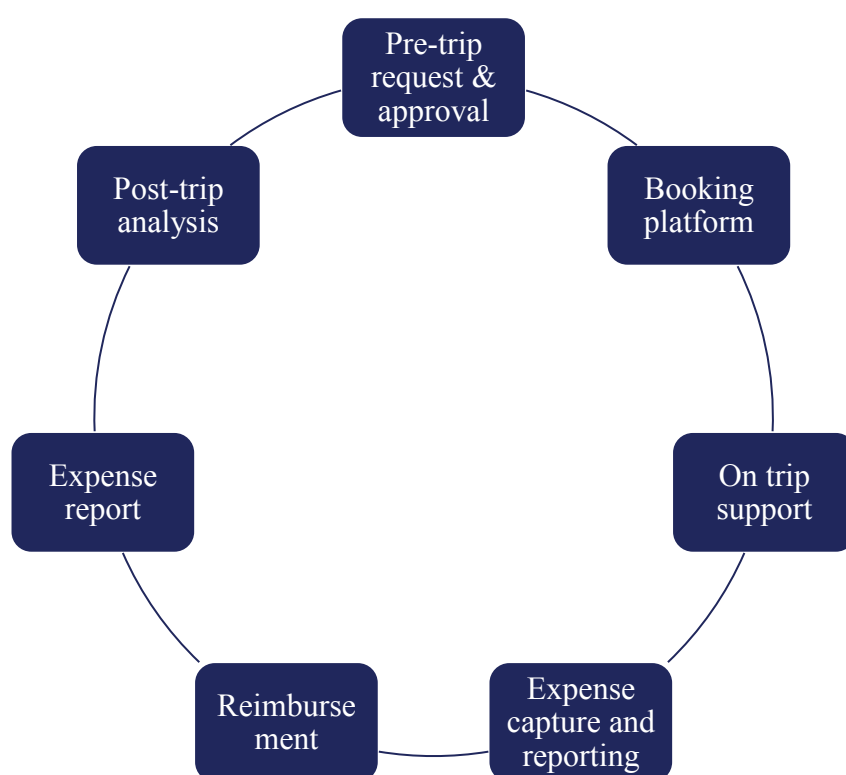 Pre-trip
request &
approval
Booking
platform
On trip
support
Expense
capture and
reporting
Reimburse
ment
Expense
report
Post-trip
analysis